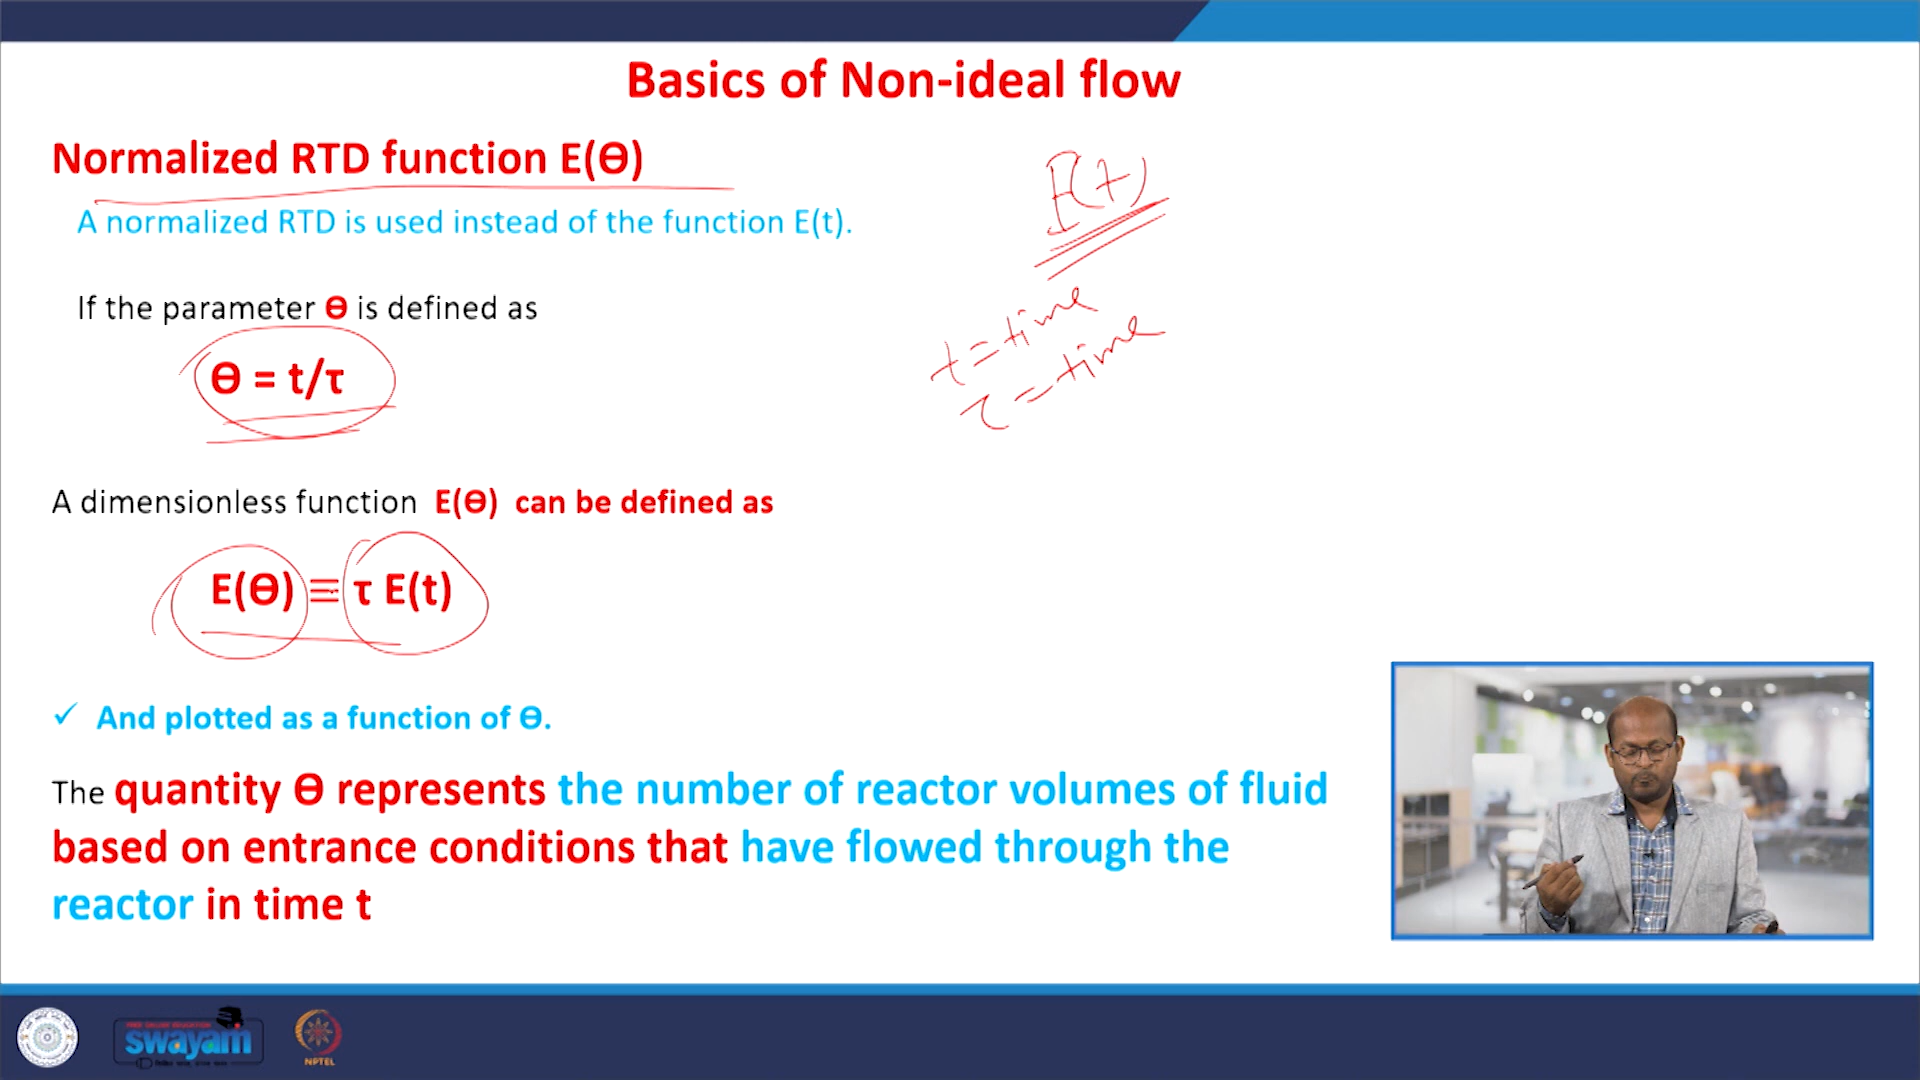 Basics of Non-ideal flow
Normalized RTD function E(Ɵ)
A normalized RTD is used instead of the function E(t).
E(t)
If the parameter Ɵ is defined as
t = time
Ɵ = t/τ
τ = time
A dimensionless function E(Ɵ) can be defined as
E(Ɵ) ≡ τ E(t)
✓ And plotted as a function of Ɵ.
The quantity Ɵ represents the number of reactor volumes of fluid
based on entrance conditions that have flowed through the
reactor in time t
swayam
NPTEL